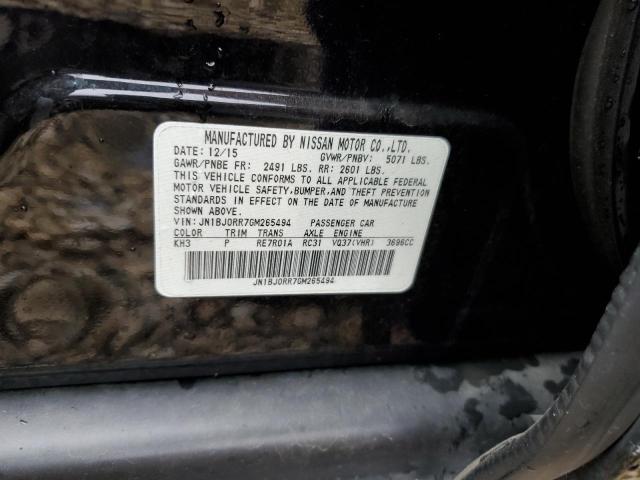 MANUFACTURED BY NISSAN MOTOR CO.,LTD.
DATE: 12/15 GVWR/PNBV: 5071 LBS.
GAWR/PNBE FR: 2491 LBS. RR: 2601 LBS.
THIS VEHICLE CONFORMS TO ALL APPLICABLE FEDERAL
MOTOR VEHICLE SAFETY,BUMPER,AND THEFT PREVENTION
STANDARDS IN EFFECT ON THE DATE OF MANUFACTURE
SHOWN ABOVE.
VIN: JN1BJ0RR7GM265494 PASSENGER CAR
COLOR TRIM TRANS AXLE ENGINE
KH3 P RE7R01A RC31 VQ37(VHR) 3696CC
JN1BJ0RR7GM265494